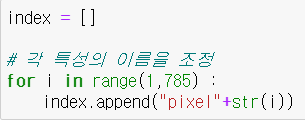 index = []

# 각 특성의 이름을 조정
for i in range(1,785) :
    index.append("pixel"+str(i))